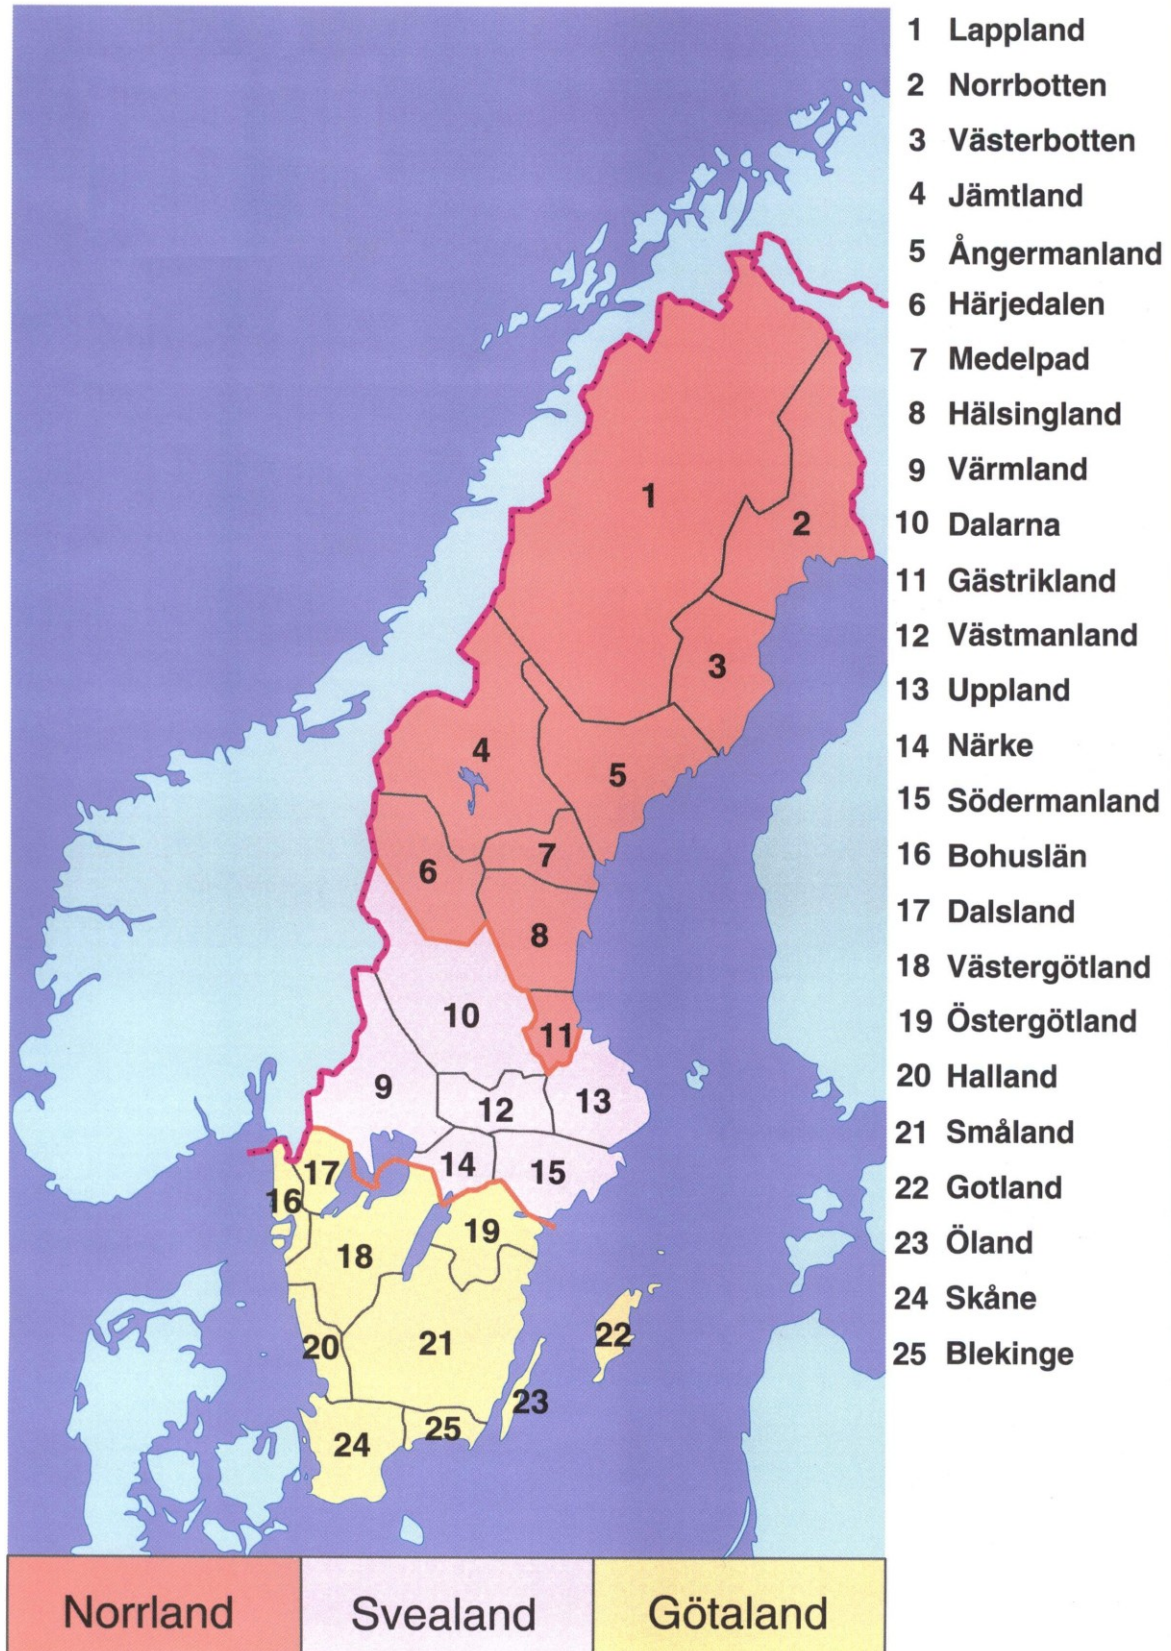 1 Lappland
2 Norrbotten
3 Västerbotten
4 Jämtland
5 Ångermanland
6 Härjedalen
7 Medelpad
8 Hälsingland
9 Värmland
10 Dalarna
11 Gästrikland
12 Västmanland
13 Uppland
14 Närke
15 Södermanland
16 Bohuslän
17 Dalsland
18 Västergötland
19 Östergötland
20 Halland
21 Småland
22 Gotland
23 Öland
24 Skåne
25 Blekinge
1
2
3
4
5
7
6
8
10
11
9
12
13
14
15
17
16
19
18
22
21
20
23
25
24
Norrland Svealand Götaland